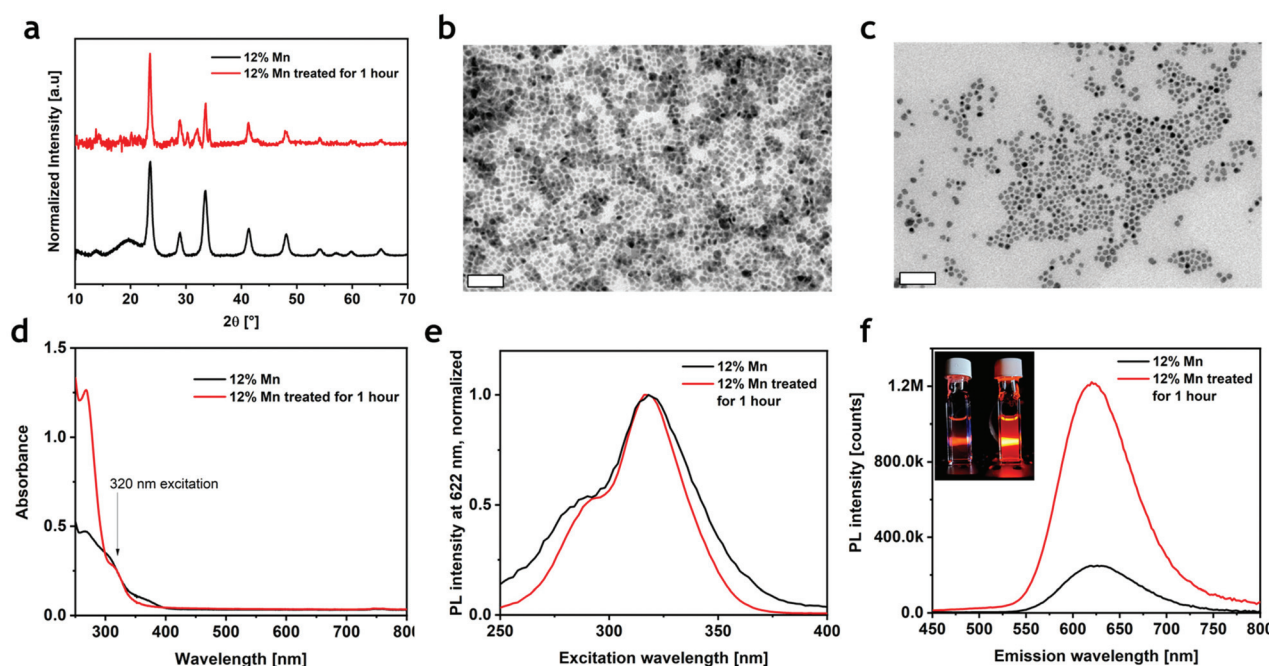 a
12% Mn
12% Mn treated for 1 hour
Normalized Intensity [a.u]
10 20 30 40 50 60 70
2θ [°]
b
c
d
1.5
1.0
0.5
0.0
12% Mn
12% Mn treated for 1 hour
320 nm excitation
Absorbance
300 400 500 600 700 800
Wavelength [nm]
e
12% Mn
12% Mn treated
for 1 hour
1.0
0.5
0.0
PL intensity at 622 nm, normalized
250 300 350 400
Excitation wavelength [nm]
f
12% Mn
12% Mn treated
for 1 hour
1.2M
800.0k
400.0k
0.0
PL intensity [counts]
450 500 550 600 650 700 750 800
Emission wavelength [nm]